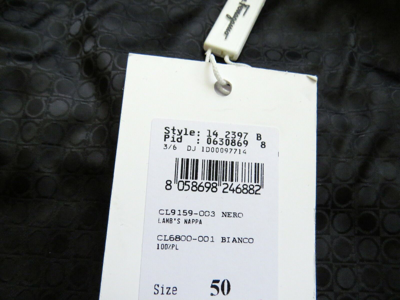 Ferragamo
Style: 14 2397 B
Pid : 0630869 8
3/6 DJ ID00097714
8 058698 246882
CL9159-003 NERO
LAMB'S NAPPA
CL6800-001 BIANCO
100/PL
Size 50